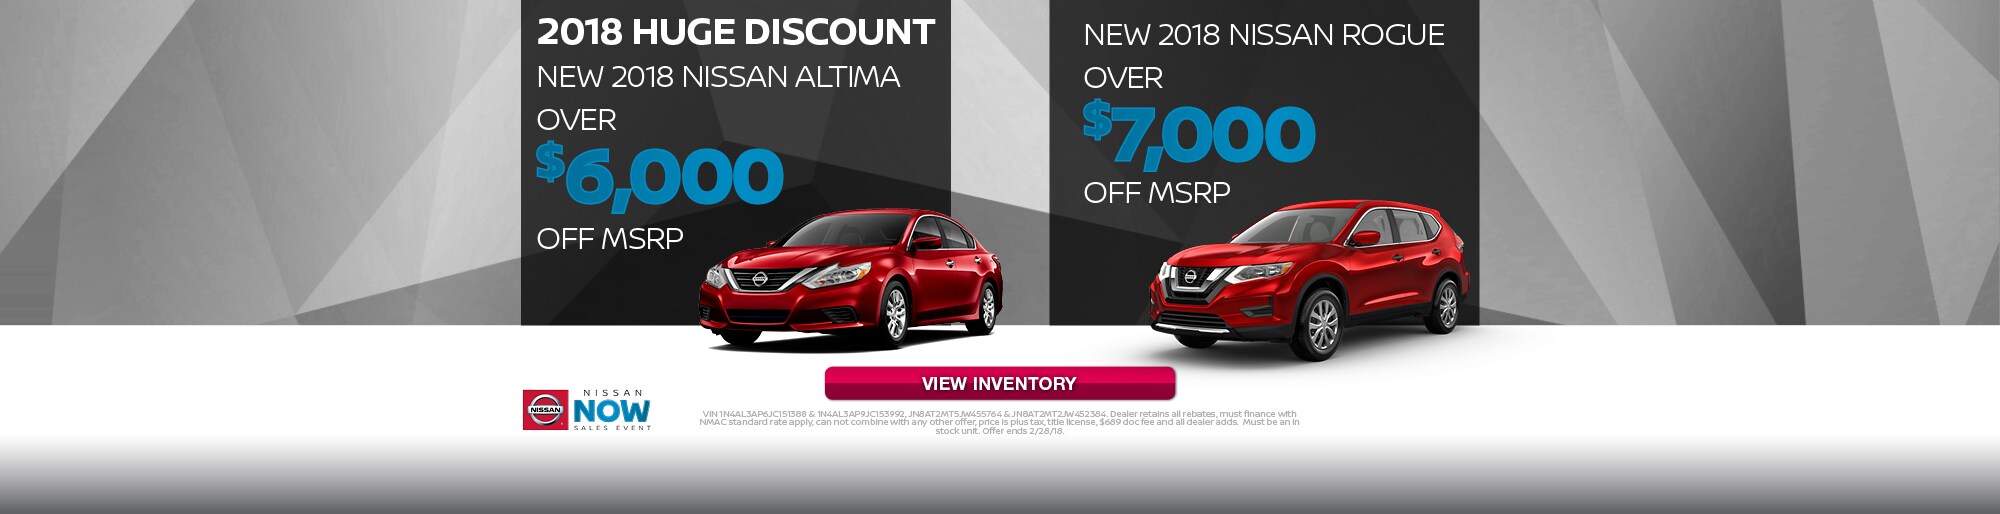 2018 HUGE DISCOUNT
NEW 2018 NISSAN ALTIMA
OVER
$6,000
OFF MSRP
NEW 2018 NISSAN ROGUE
OVER
$7,000
OFF MSRP
VIEW INVENTORY
NISSAN
NISSAN
NOW
SALES EVENT
VIN 1N4AL3AP6JC151388 & 1N4AL3AP9JC153992, JN8AT2MT5JW455764 & JN8AT2MT2JW452384. Dealer retains all rebates, must finance with
NMAC standard rate apply, can not combine with any other offer, price is plus tax, title license, $689 doc fee and all dealer adds. Must be an in
stock unit. Offer ends 2/28/18.